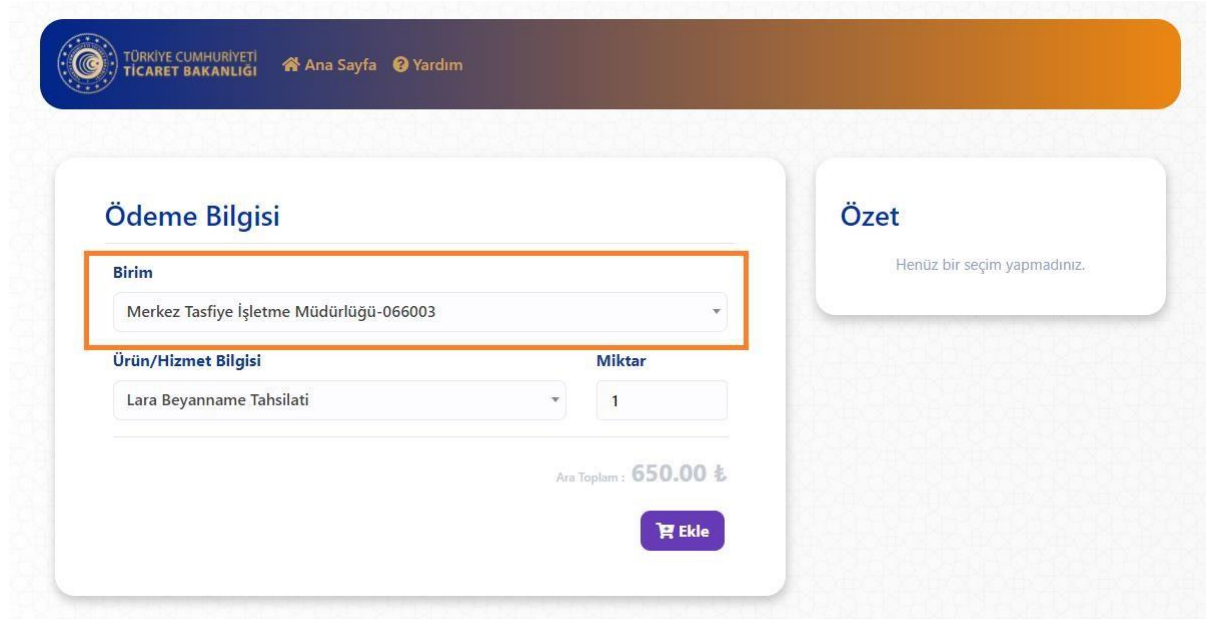 TÜRKİYE CUMHURİYETİ
TİCARET BAKANLIĞI
Ana Sayfa
Yardım
Ödeme Bilgisi
Birim
Merkez Tasfiye İşletme Müdürlüğü-066003
Ürün/Hizmet Bilgisi
Miktar
Lara Beyanname Tahsilati
1
Ara Toplam : 650.00 ₺
Ekle
Özet
Henüz bir seçim yapmadınız.